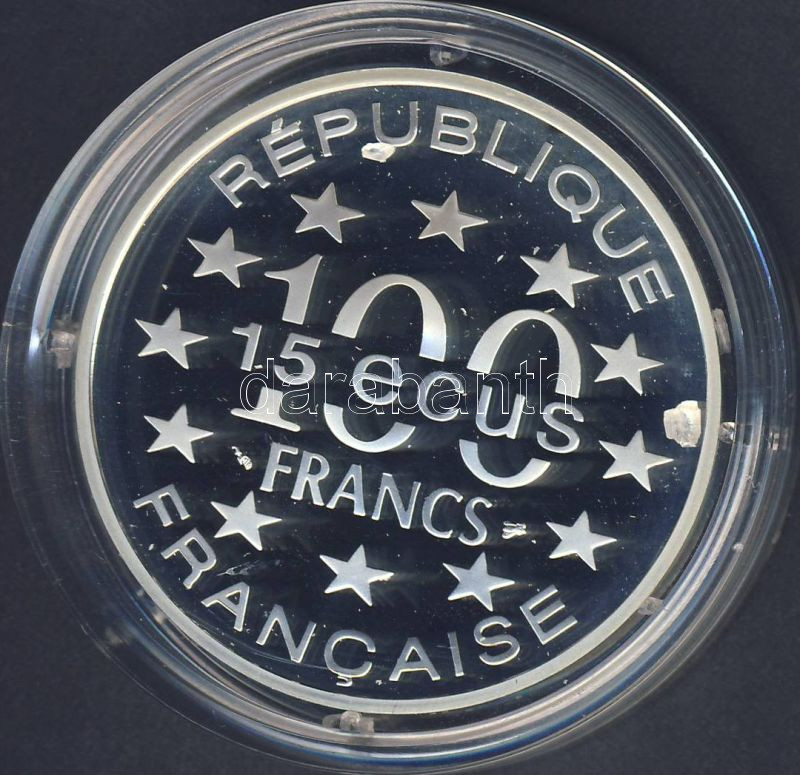 RÉPUBLIQUE
100
15 ecus
FRANCS
FRANÇAISE
darabanth